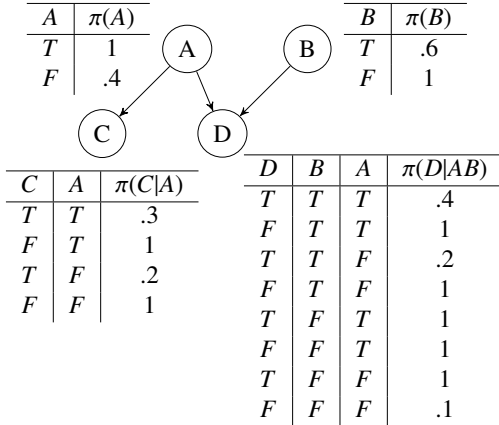 A π(A)
T 1
F .4
A
B
B π(B)
T .6
F 1
C
D
C A π(C|A)
T T .3
F T 1
T F .2
F F 1
D B A π(D|AB)
T T T .4
F T T 1
T T F .2
F T F 1
T F T 1
F F T 1
T F F 1
F F F .1